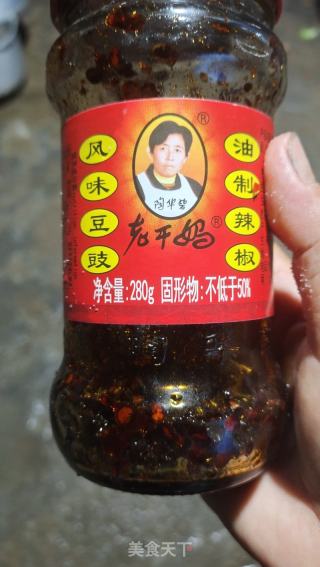 风味豆豉
油制辣椒
陶华碧
老干妈®
®
净含量:280g 固形物:不低于50%
美食天下